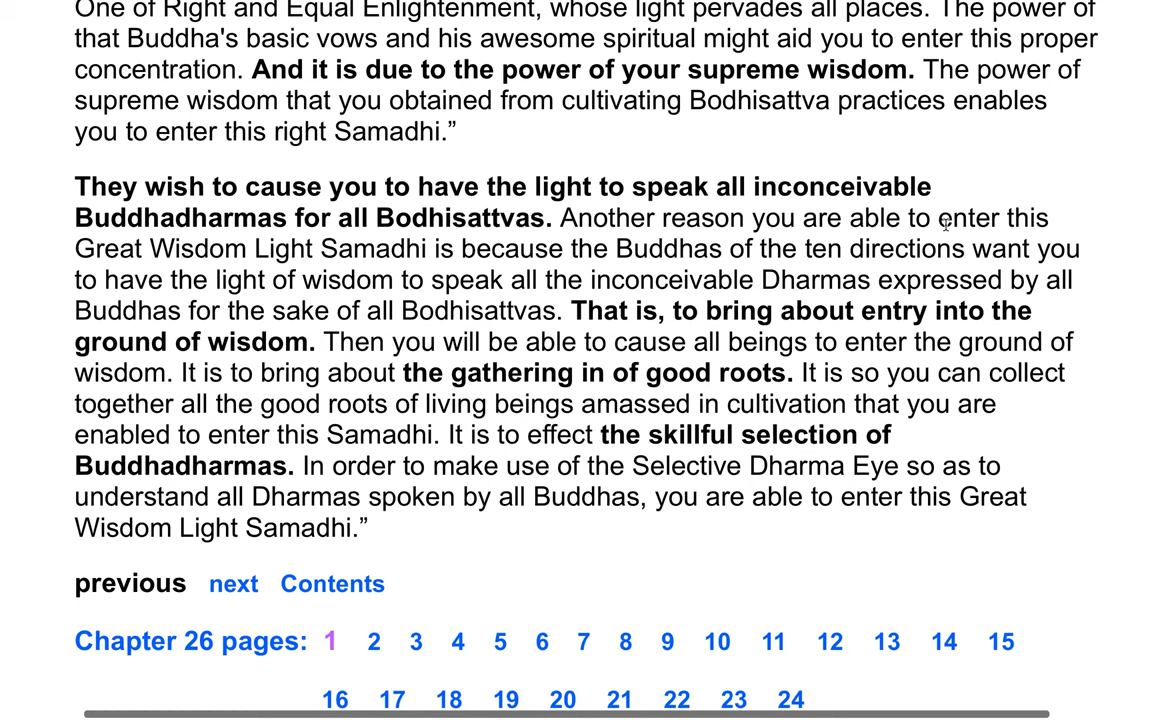 One of Right and Equal Enlightenment, whose light pervades all places. The power of
that Buddha's basic vows and his awesome spiritual might aid you to enter this proper
concentration. And it is due to the power of your supreme wisdom. The power of
supreme wisdom that you obtained from cultivating Bodhisattva practices enables
you to enter this right Samadhi.”
They wish to cause you to have the light to speak all inconceivable
Buddhadharmas for all Bodhisattvas. Another reason you are able to enter this
Great Wisdom Light Samadhi is because the Buddhas of the ten directions want you
to have the light of wisdom to speak all the inconceivable Dharmas expressed by all
Buddhas for the sake of all Bodhisattvas. That is, to bring about entry into the
ground of wisdom. Then you will be able to cause all beings to enter the ground of
wisdom. It is to bring about the gathering in of good roots. It is so you can collect
together all the good roots of living beings amassed in cultivation that you are
enabled to enter this Samadhi. It is to effect the skillful selection of
Buddhadharmas. In order to make use of the Selective Dharma Eye so as to
understand all Dharmas spoken by all Buddhas, you are able to enter this Great
Wisdom Light Samadhi.”
previous next Contents
Chapter 26 pages: 1 2 3 4 5 6 7 8 9 10 11 12 13 14 15
16 17 18 19 20 21 22 23 24